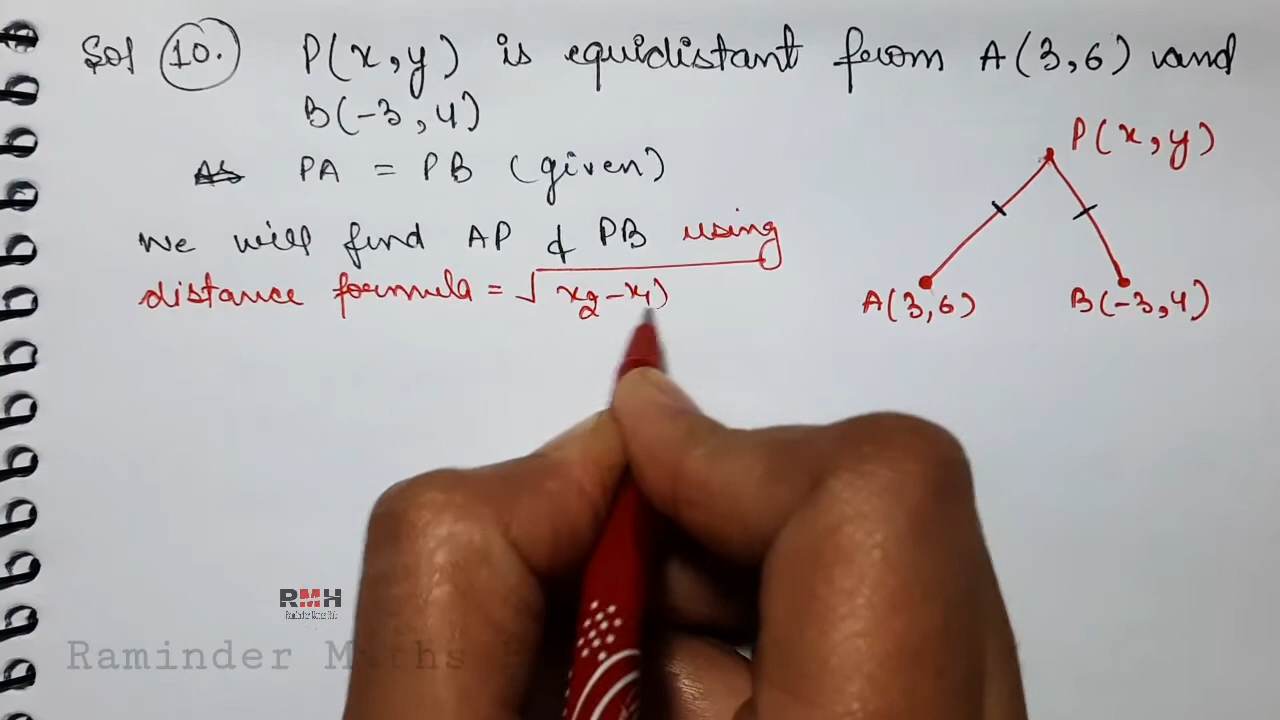 Sol 10. P(x,y) is equidistant from A(3,6) and
B(-3,4)
PA = PB (given)
We will find AP & PB using
distance formula = √x₂-x₁)
P(x,y)
A(3,6)
B(-3,4)
RMH
Raminder Maths